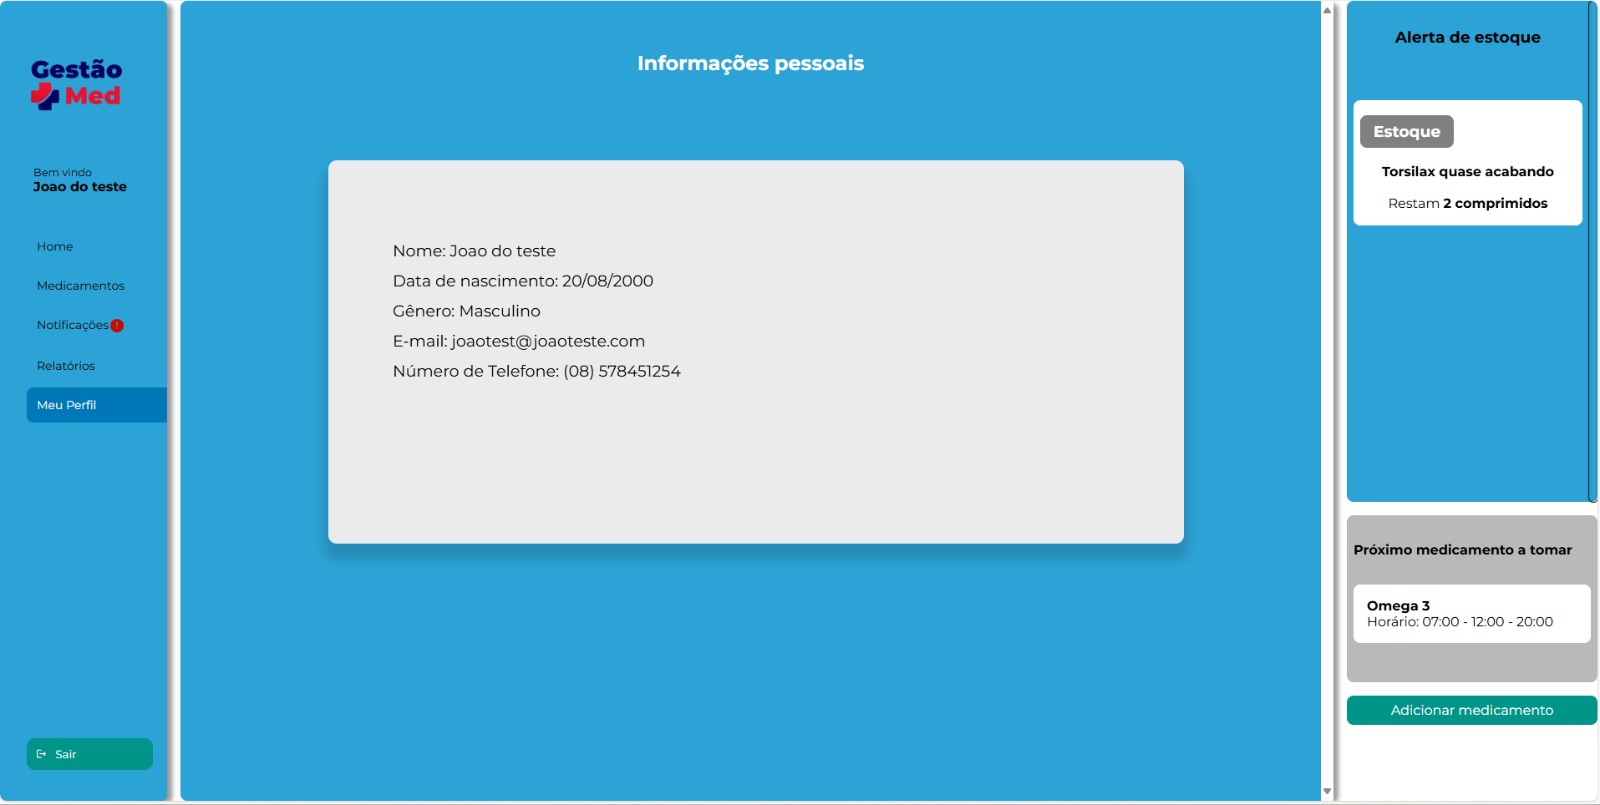 Gestão
Med
Bem vindo
Joao do teste
Home
Medicamentos
Notificações !
Relatórios
Meu Perfil
Sair
Informações pessoais
Nome: Joao do teste
Data de nascimento: 20/08/2000
Gênero: Masculino
E-mail: joaotest@joaoteste.com
Número de Telefone: (08) 578451254
Alerta de estoque
Estoque
Torsilax quase acabando
Restam 2 comprimidos
Próximo medicamento a tomar
Omega 3
Horário: 07:00 - 12:00 - 20:00
Adicionar medicamento